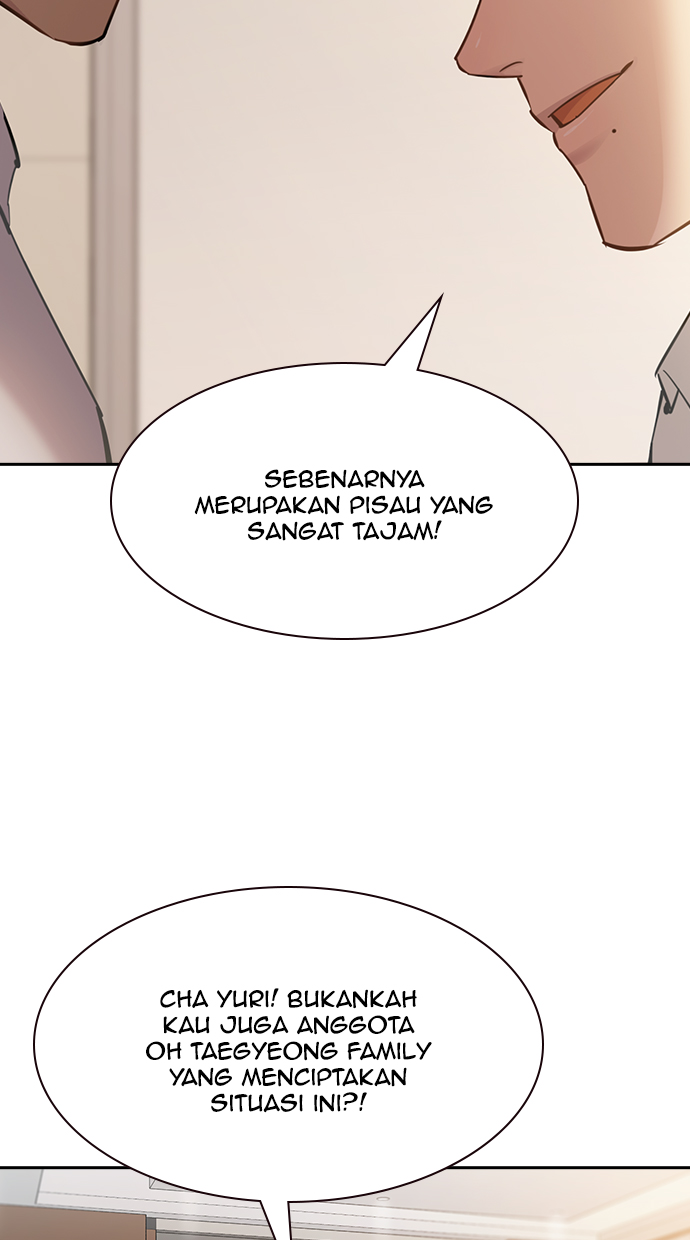 SEBENARNYA
MERUPAKAN PISAU YANG
SANGAT TAJAM!
CHA YURI! BUKANKAH
KAU JUGA ANGGOTA
OH TAEGYEONG FAMILY
YANG MENCIPTAKAN
SITUASI INI?!